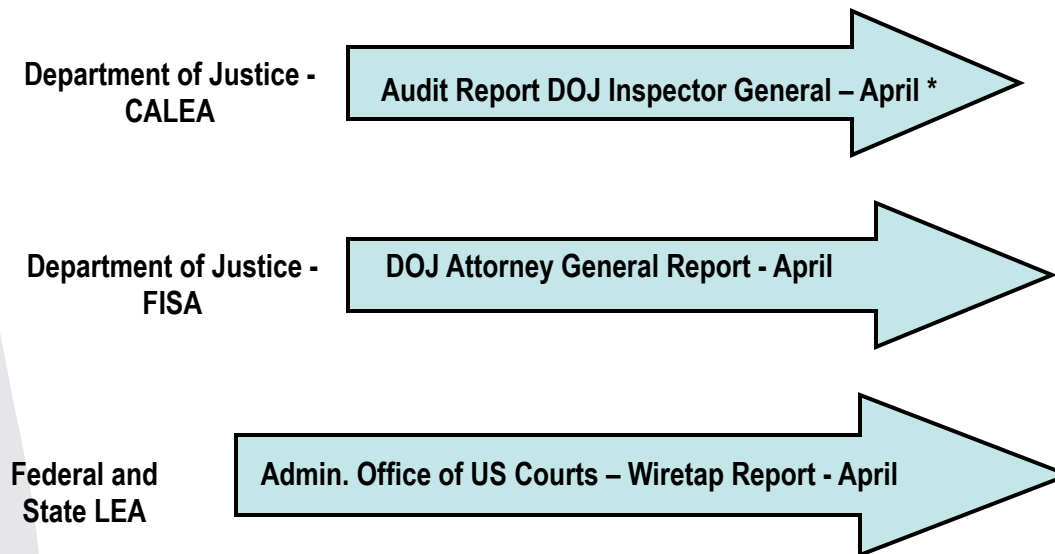 Department of Justice -
CALEA
Audit Report DOJ Inspector General – April *
Department of Justice -
FISA
DOJ Attorney General Report - April
Federal and
State LEA
Admin. Office of US Courts – Wiretap Report - April